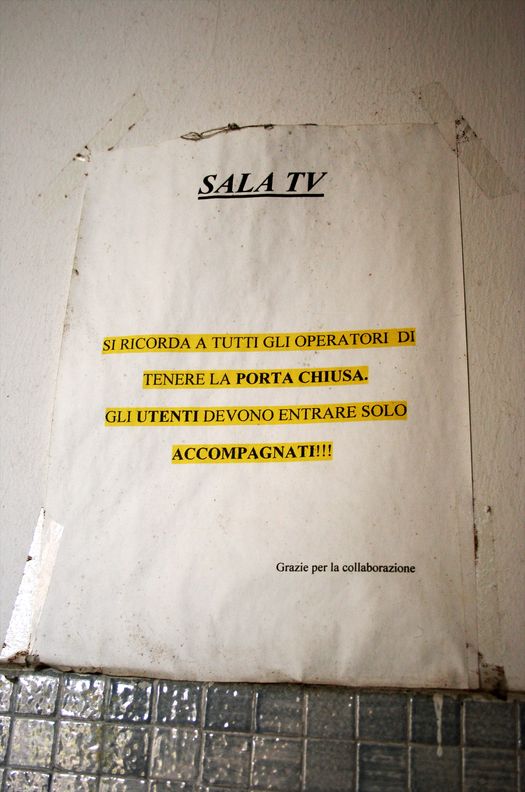 SALA TV
SI RICORDA A TUTTI GLI OPERATORI DI
TENERE LA PORTA CHIUSA.
GLI UTENTI DEVONO ENTRARE SOLO
ACCOMPAGNATI!!!
Grazie per la collaborazione